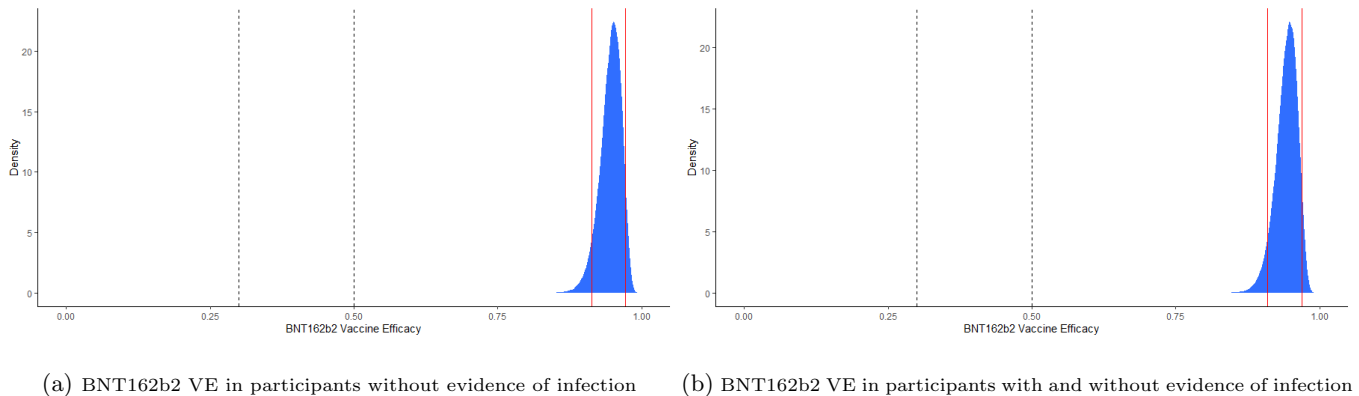 20
15
10
5
0
Density
0.00 0.25 0.50 0.75 1.00
BNT162b2 Vaccine Efficacy
(a) BNT162b2 VE in participants without evidence of infection
20
15
10
5
0
Density
0.00 0.25 0.50 0.75 1.00
BNT162b2 Vaccine Efficacy
(b) BNT162b2 VE in participants with and without evidence of infection